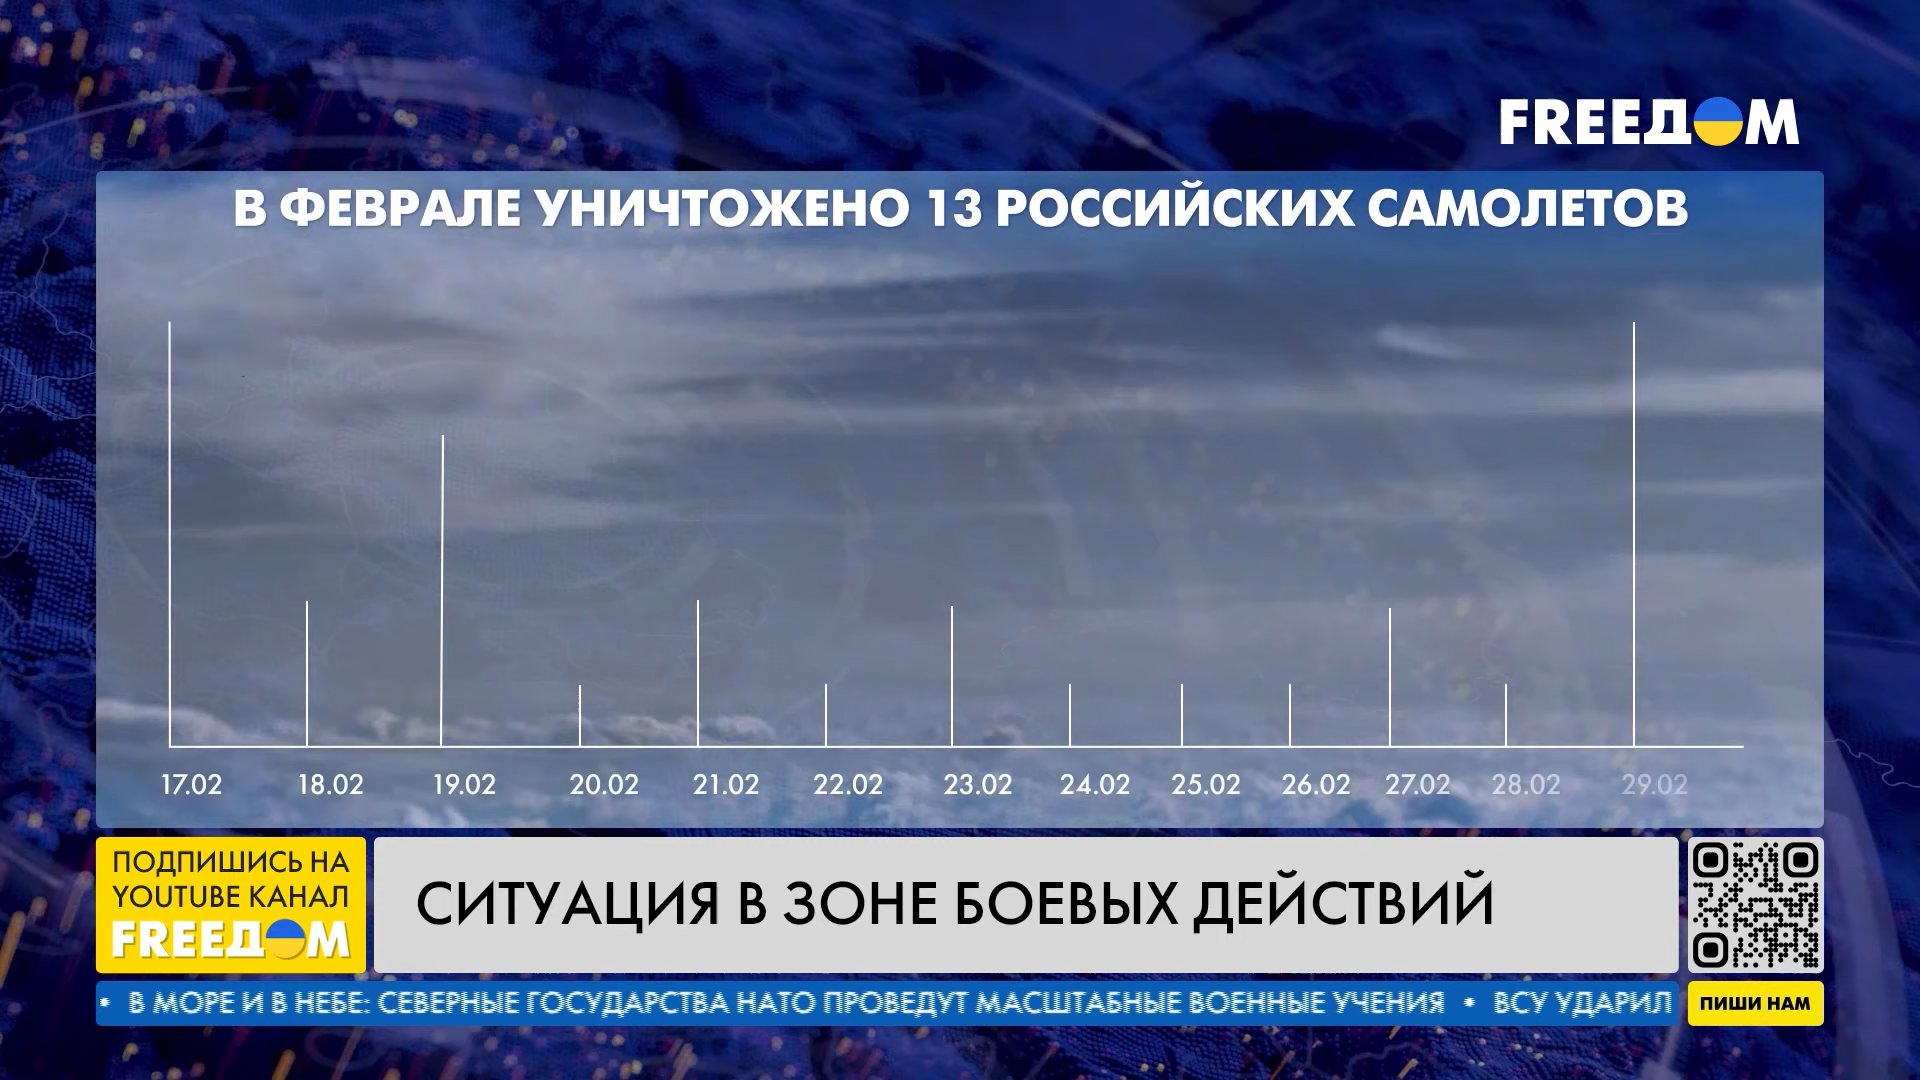 FREEДOM
В ФЕВРАЛЕ УНИЧТОЖЕНО 13 РОССИЙСКИХ САМОЛЕТОВ
17.02 18.02 19.02 20.02 21.02 22.02 23.02 24.02 25.02 26.02 27.02 28.02 29.02
ПОДПИШИСЬ НА
YOUTUBE КАНАЛ
FREEДOM
СИТУАЦИЯ В ЗОНЕ БОЕВЫХ ДЕЙСТВИЙ
• В МОРЕ И В НЕБЕ: СЕВЕРНЫЕ ГОСУДАРСТВА НАТО ПРОВЕДУТ МАСШТАБНЫЕ ВОЕННЫЕ УЧЕНИЯ • ВСУ УДАРИЛ
ПИШИ НАМ